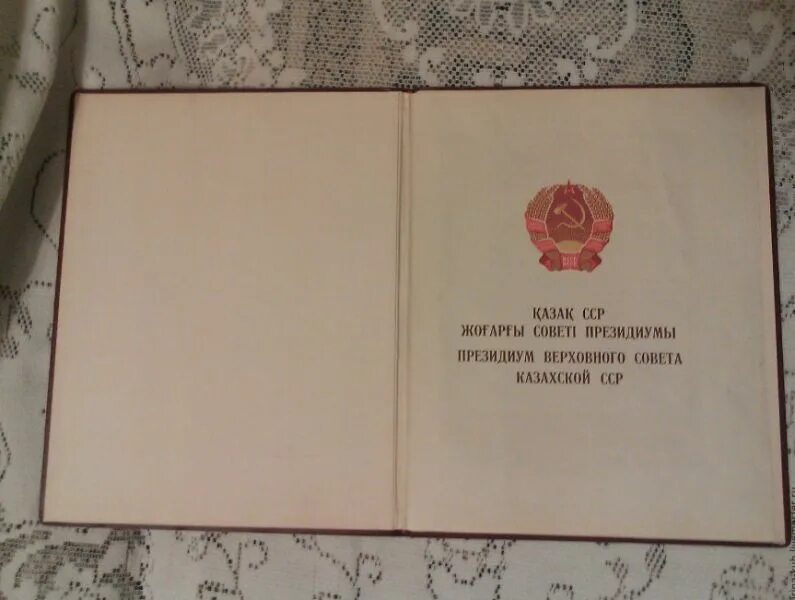 ҚАЗАҚ ССР
ЖОҒАРҒЫ СОВЕТІ ПРЕЗИДИУМЫ
ПРЕЗИДИУМ ВЕРХОВНОГО СОВЕТА
КАЗАХСКОЙ ССР